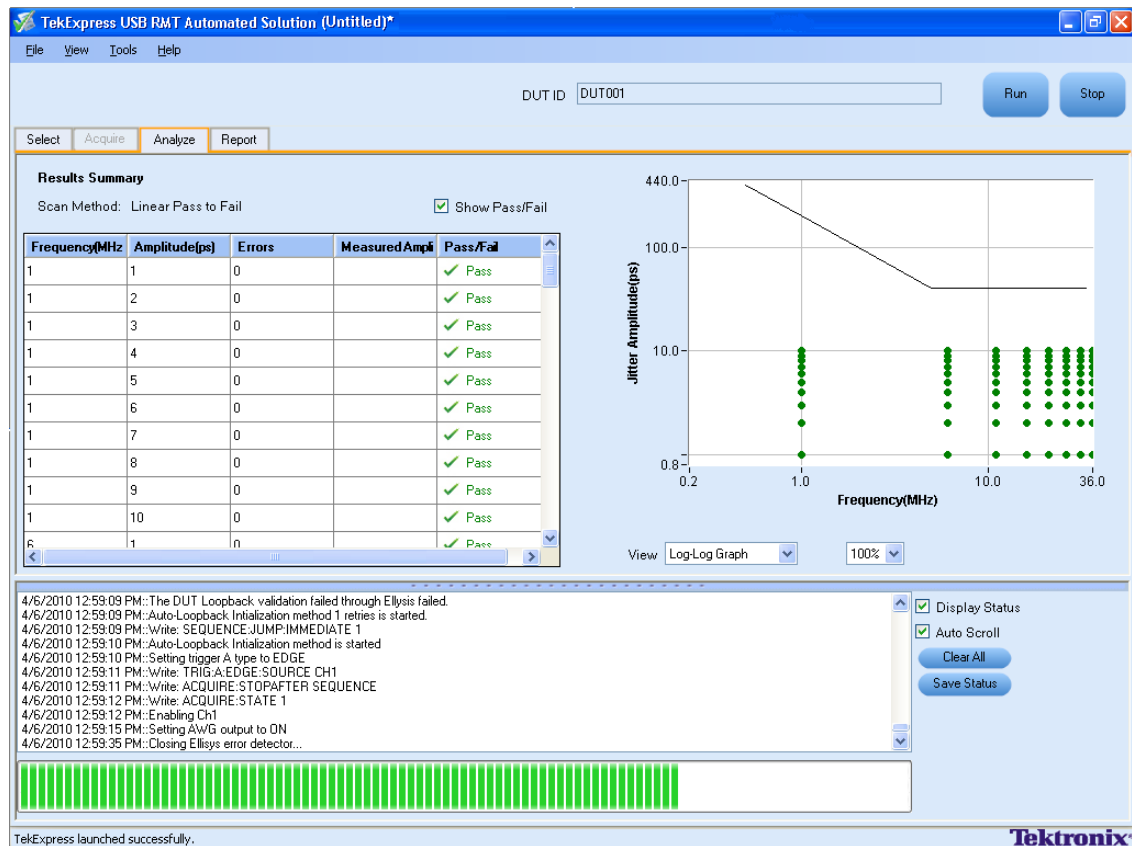 TekExpress USB RMT Automated Solution (Untitled)*
File View Tools Help
DUT ID DUT001 Run Stop
Select Acquire Analyze Report
Results Summary
Scan Method: Linear Pass to Fail Show Pass/Fail
Frequency(MHz Amplitude(ps) Errors Measured Ampli Pass/Fail
1 1 0 Pass
1 2 0 Pass
1 3 0 Pass
1 4 0 Pass
1 5 0 Pass
1 6 0 Pass
1 7 0 Pass
1 8 0 Pass
1 9 0 Pass
1 10 0 Pass
6 1 0 Pass
440.0
100.0
10.0
0.8
Jitter Amplitude(ps)
0.2 1.0 10.0 36.0
Frequency(MHz)
View Log-Log Graph 100%
4/6/2010 12:59:09 PM::The DUT Loopback validation failed through Ellysis failed.
4/6/2010 12:59:09 PM::Auto-Loopback Intialization method 1 retries is started.
4/6/2010 12:59:09 PM::Write: SEQUENCE:JUMP:IMMEDIATE 1
4/6/2010 12:59:10 PM::Auto-Loopback Intialization method is started
4/6/2010 12:59:10 PM::Setting trigger A type to EDGE
4/6/2010 12:59:11 PM::Write: TRIG:A:EDGE:SOURCE CH1
4/6/2010 12:59:11 PM::Write: ACQUIRE:STOPAFTER SEQUENCE
4/6/2010 12:59:12 PM::Write: ACQUIRE:STATE 1
4/6/2010 12:59:12 PM::Enabling Ch1
4/6/2010 12:59:15 PM::Setting AWG output to ON
4/6/2010 12:59:35 PM::Closing Ellisys error detector...
Display Status
Auto Scroll
Clear All
Save Status
TekExpress launched successfully.
Tektronix